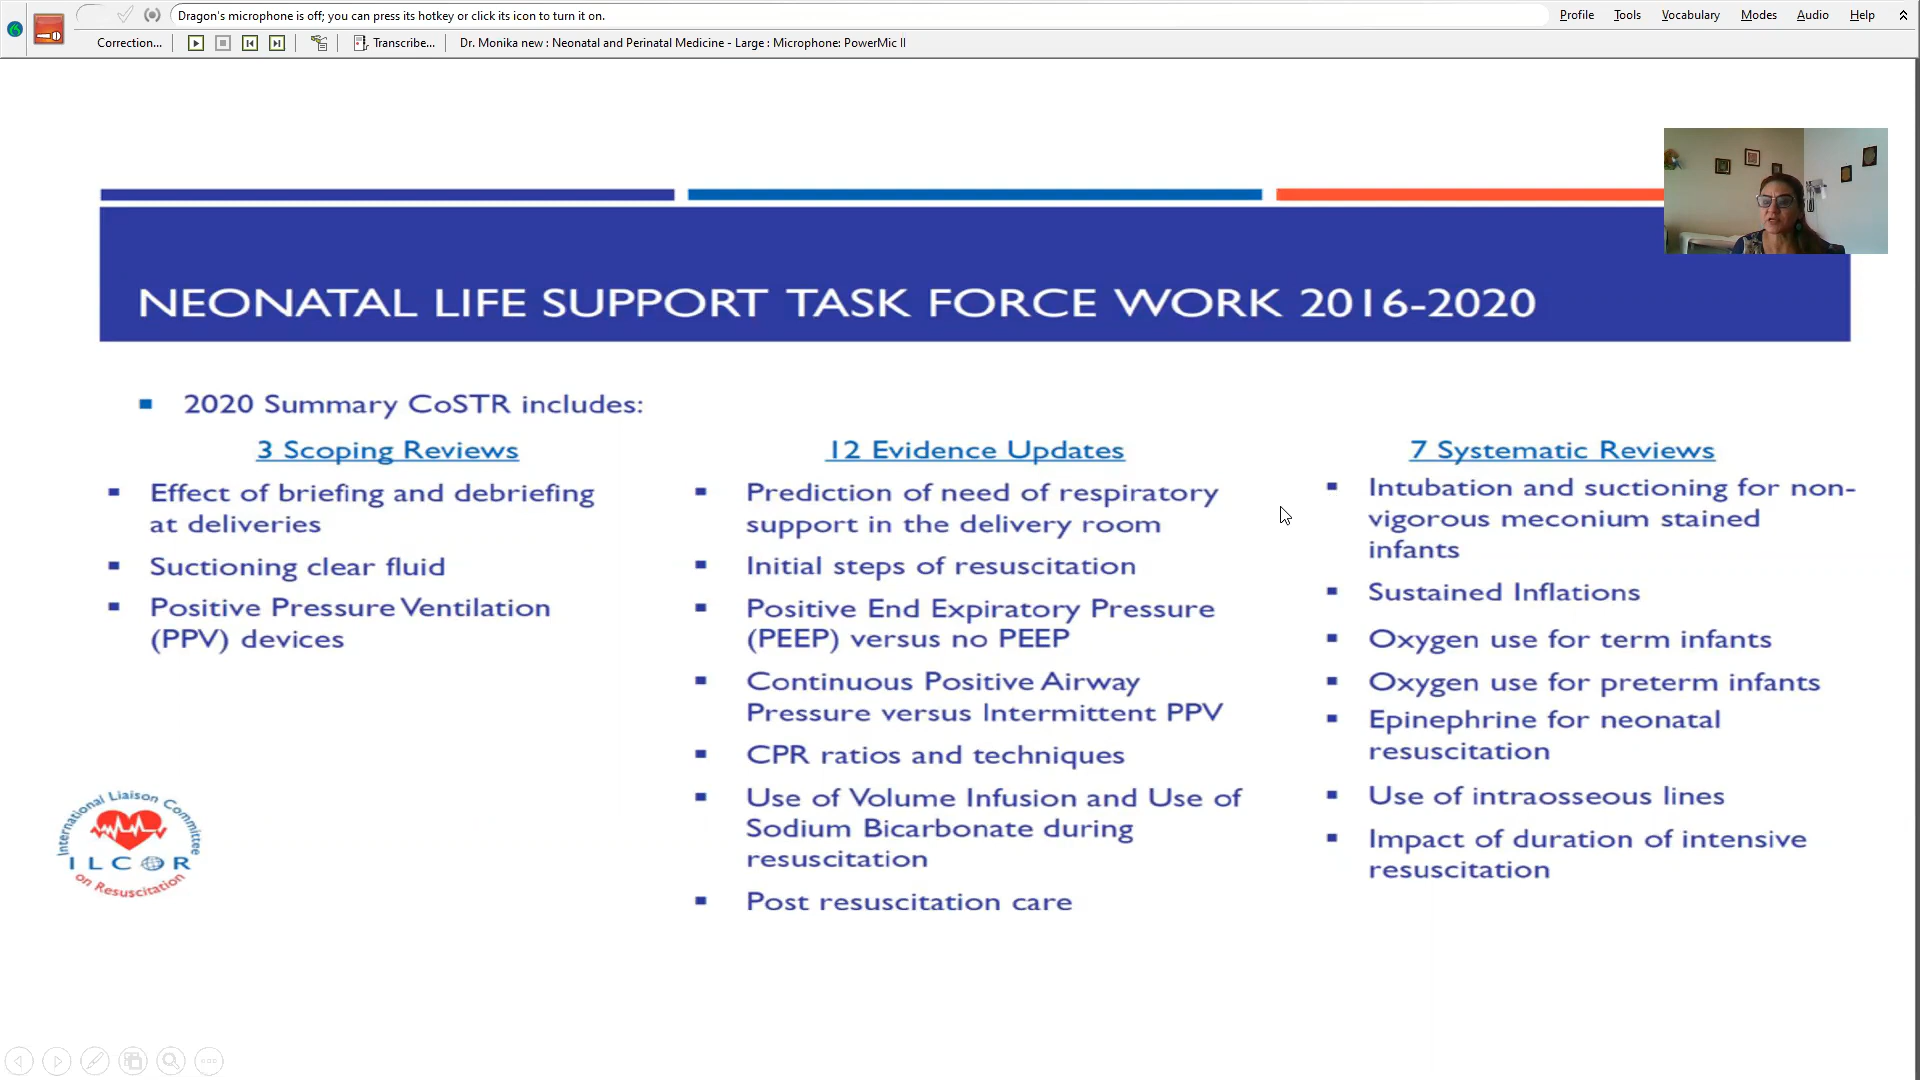 Dragon's microphone is off; you can press its hotkey or click its icon to turn it on.
Profile Tools Vocabulary Modes Audio Help
Correction... Transcribe... Dr. Monika new : Neonatal and Perinatal Medicine - Large : Microphone: PowerMic II
NEONATAL LIFE SUPPORT TASK FORCE WORK 2016-2020
2020 Summary CoSTR includes:
3 Scoping Reviews
Effect of briefing and debriefing
at deliveries
Suctioning clear fluid
Positive Pressure Ventilation
(PPV) devices
12 Evidence Updates
Prediction of need of respiratory
support in the delivery room
Initial steps of resuscitation
Positive End Expiratory Pressure
(PEEP) versus no PEEP
Continuous Positive Airway
Pressure versus Intermittent PPV
CPR ratios and techniques
Use of Volume Infusion and Use of
Sodium Bicarbonate during
resuscitation
Post resuscitation care
7 Systematic Reviews
Intubation and suctioning for non-
vigorous meconium stained
infants
Sustained Inflations
Oxygen use for term infants
Oxygen use for preterm infants
Epinephrine for neonatal
resuscitation
Use of intraosseous lines
Impact of duration of intensive
resuscitation
International Liaison Committee
ILCOR
on Resuscitation